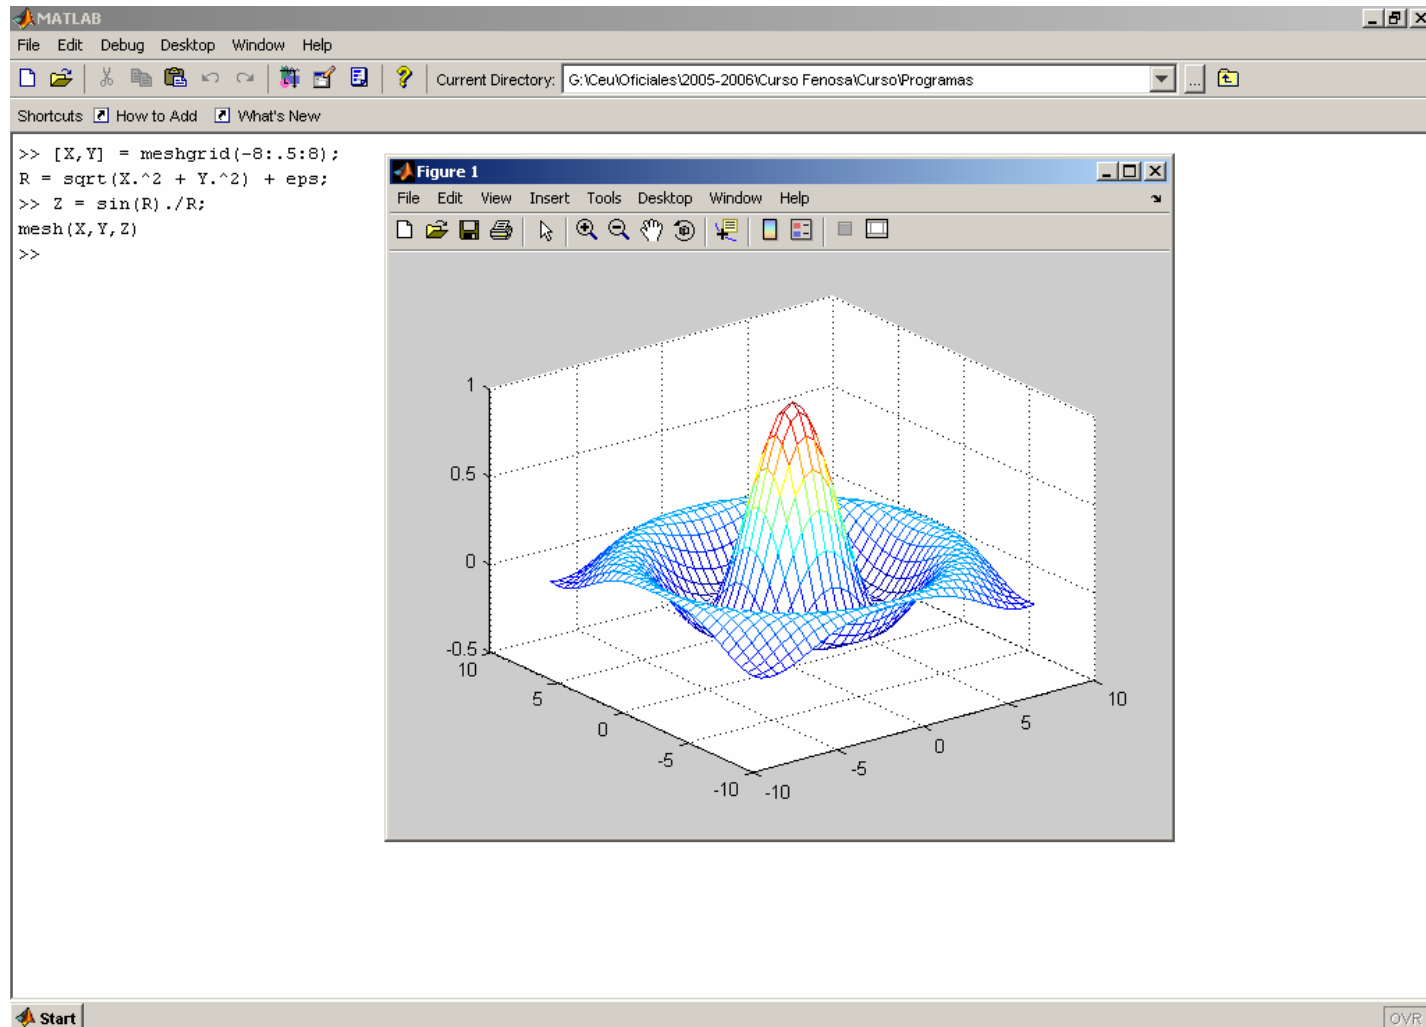 MATLAB
File Edit Debug Desktop Window Help
Current Directory: G:\Ceu\Oficiales\2005-2006\Curso Fenosa\Curso\Programas
...
Shortcuts How to Add What's New
>> [X,Y] = meshgrid(-8:.5:8);
R = sqrt(X.^2 + Y.^2) + eps;
>> Z = sin(R)./R;
mesh(X,Y,Z)
>>
Figure 1
File Edit View Insert Tools Desktop Window Help
1
0.5
0
-0.5
10
5
0
-5
-10
-10
-5
0
5
10
Start
OVR